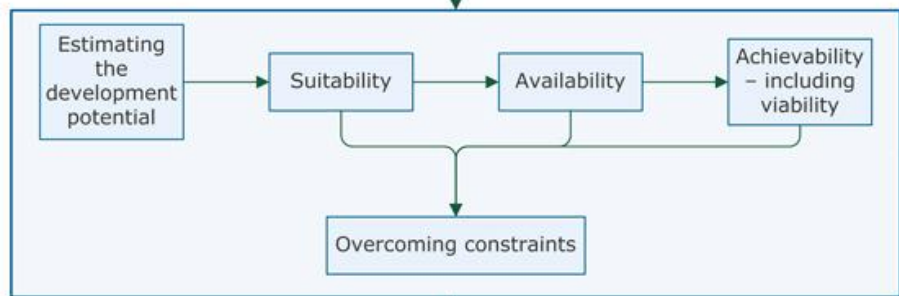 Estimating
the
development
potential
Suitability
Availability
Achievability
– including
viability
Overcoming constraints